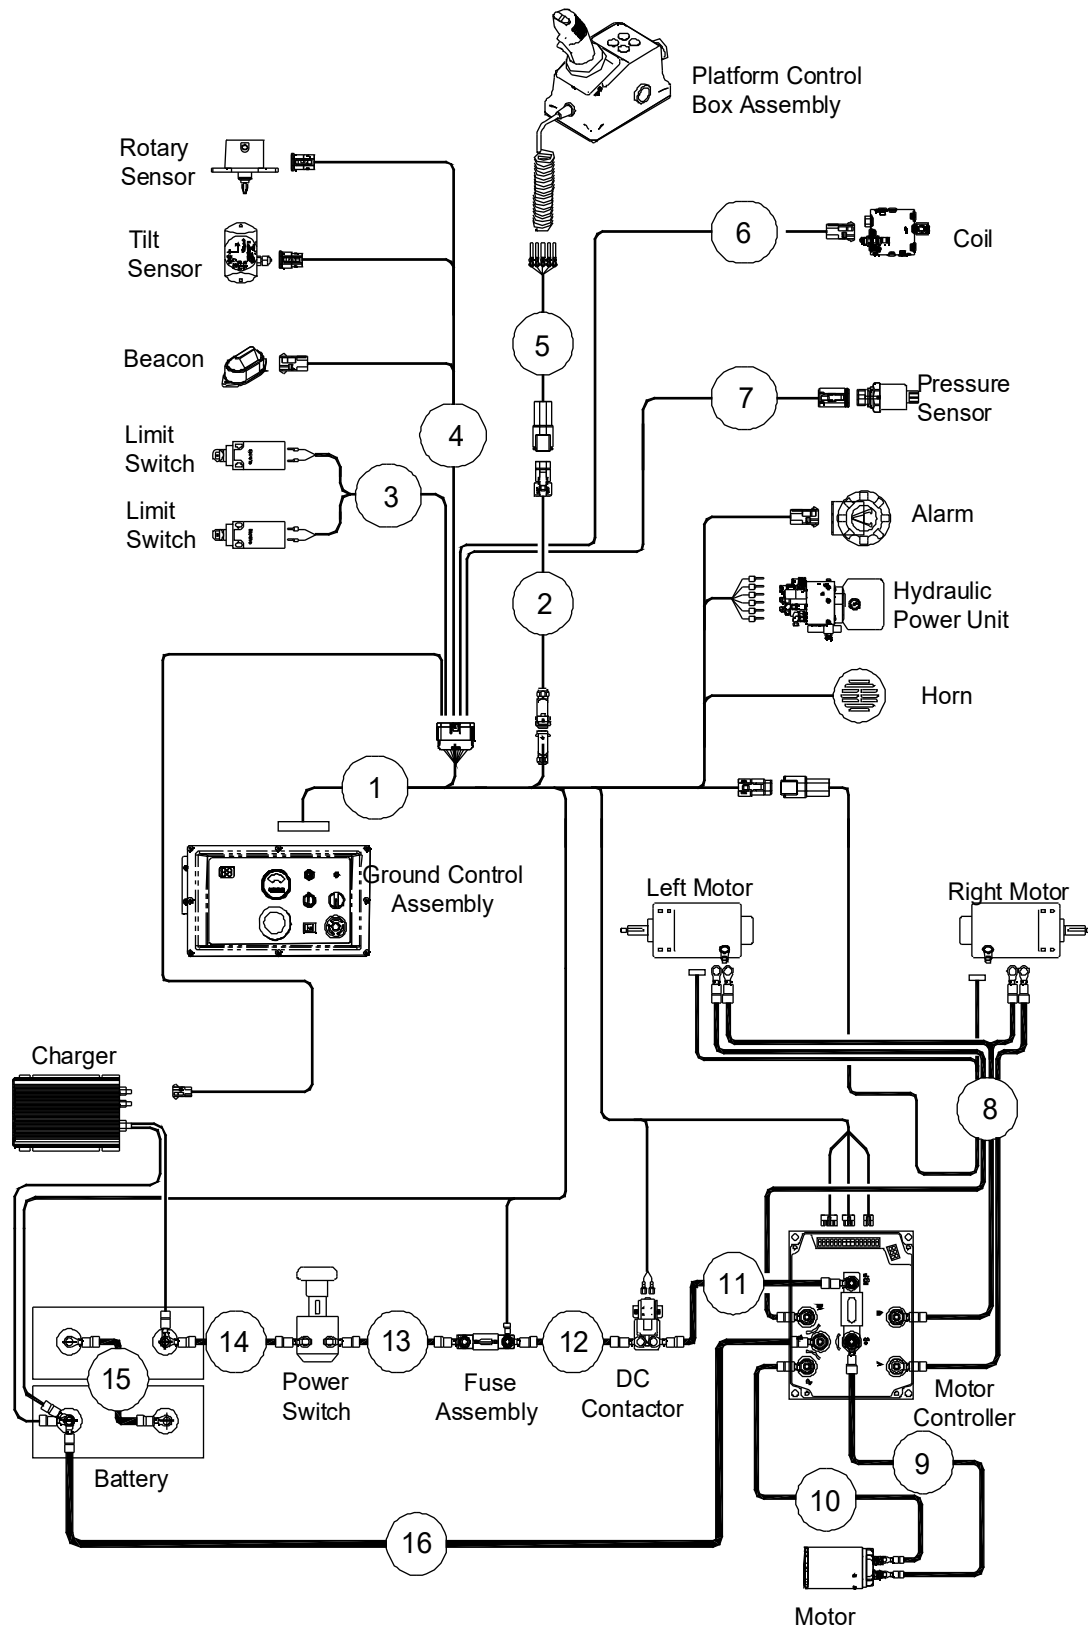 Platform Control
Box Assembly
Rotary
Sensor
6
Coil
Tilt
Sensor
5
Beacon
7
Pressure
Sensor
4
Limit
Switch
3
Limit
Switch
Alarm
2
Hydraulic
Power Unit
Horn
1
Ground Control
Assembly
Left Motor
Right Motor
Charger
8
11
14
13
12
15
Power
Switch
Fuse
Assembly
DC
Contactor
Motor
Controller
Battery
9
10
16
Motor